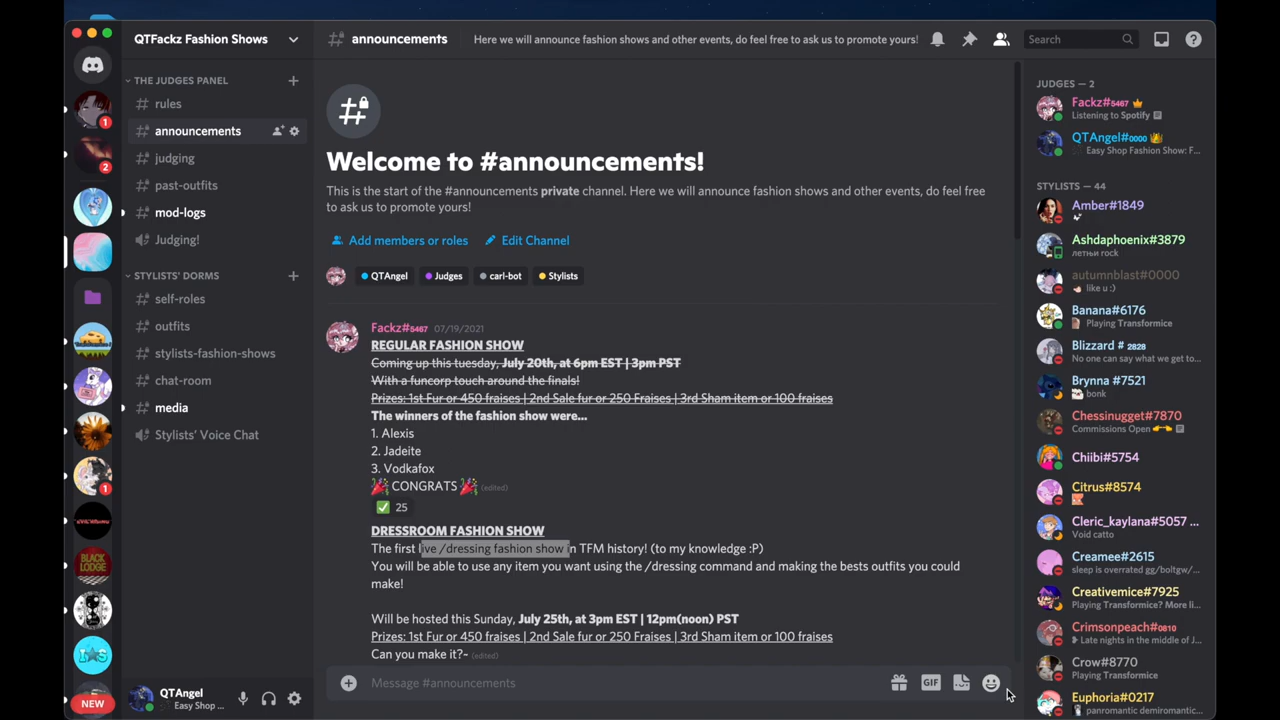 QTFackz Fashion Shows
announcements
Here we will announce fashion shows and other events, do feel free to ask us to promote yours!
Search
THE JUDGES PANEL
rules
announcements
judging
past-outfits
mod-logs
Judging!
STYLISTS' DORMS
self-roles
outfits
stylists-fashion-shows
chat-room
media
Stylists' Voice Chat
1
2
1
NEW
QTAngel
Easy Shop ...
Welcome to #announcements!
This is the start of the #announcements private channel. Here we will announce fashion shows and other events, do feel free
to ask us to promote yours!
Add members or roles
Edit Channel
QTAngel
Judges
carl-bot
Stylists
Fackz#5467 07/19/2021
REGULAR FASHION SHOW
Coming up this tuesday, July 20th, at 6pm EST | 3pm PST
With a funcorp touch around the finals!
Prizes: 1st Fur or 450 fraises | 2nd Sale fur or 250 Fraises | 3rd Sham item or 100 fraises
The winners of the fashion show were...
1. Alexis
2. Jadeite
3. Vodkafox
CONGRATS (edited)
25
DRESSROOM FASHION SHOW
The first live /dressing fashion show in TFM history! (to my knowledge :P)
You will be able to use any item you want using the /dressing command and making the bests outfits you could
make!
Will be hosted this Sunday, July 25th, at 3pm EST | 12pm(noon) PST
Prizes: 1st Fur or 450 fraises | 2nd Sale fur or 250 Fraises | 3rd Sham item or 100 fraises
Can you make it?~ (edited)
Message #announcements
GIF
JUDGES — 2
Fackz#5467
Listening to Spotify
QTAngel#0000
Easy Shop Fashion Show: F...
STYLISTS — 44
Amber#1849
Ashdaphoenix#3879
летњи rock
autumnblast#0000
like u :)
Banana#6176
Playing Transformice
Blizzard # 2828
No one can say what we get to...
Brynna #7521
bonk
Chessinugget#7870
Commissions Open
Chiibi#5754
Citrus#8574
Cleric_kaylana#5057 ...
Void catto
Creamee#2615
sleep is overrated gg/boltgw/...
Creativemice#7915
Playing Transformice? More li...
Crimsonpeach#0810
Late nights in the middle of J...
Crow#8770
Playing Transformice
Euphoria#0217
panromantic demiromantic...